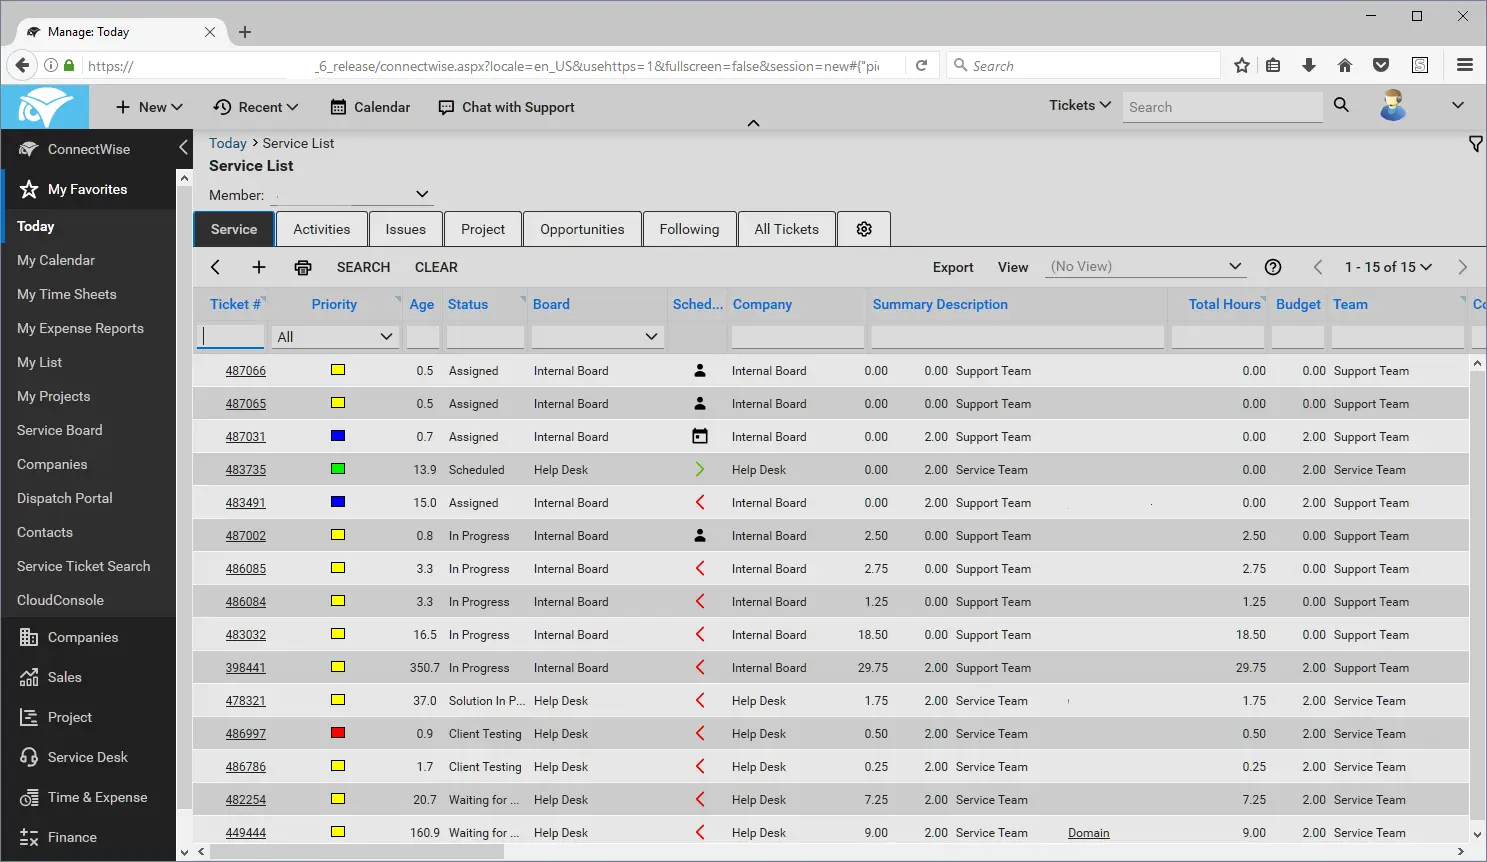 Manage: Today
https://
_6_release/connectwise.aspx?locale=en_US&usehttps=1&fullscreen=false&session=new#{"pi
Search
New
Recent
Calendar
Chat with Support
Tickets
Search
ConnectWise
My Favorites
Today
My Calendar
My Time Sheets
My Expense Reports
My List
My Projects
Service Board
Companies
Dispatch Portal
Contacts
Service Ticket Search
CloudConsole
Companies
Sales
Project
Service Desk
Time & Expense
Finance
Today > Service List
Service List
Member:
Service Activities Issues Project Opportunities Following All Tickets
SEARCH CLEAR Export View (No View) 1 - 15 of 15
Ticket # Priority Age Status Board Sched... Company Summary Description Total Hours Budget Team Co
All
487066 0.5 Assigned Internal Board Internal Board 0.00 0.00 Support Team 0.00 0.00 Support Team
487065 0.5 Assigned Internal Board Internal Board 0.00 0.00 Support Team 0.00 0.00 Support Team
487031 0.7 Assigned Internal Board Internal Board 0.00 2.00 Support Team 0.00 2.00 Support Team
483735 13.9 Scheduled Help Desk Help Desk 0.00 2.00 Service Team 0.00 2.00 Service Team
483491 15.0 Assigned Internal Board Internal Board 0.00 2.00 Support Team 0.00 2.00 Support Team
487002 0.8 In Progress Internal Board Internal Board 2.50 0.00 Support Team 2.50 0.00 Support Team
486085 3.3 In Progress Internal Board Internal Board 2.75 0.00 Support Team 2.75 0.00 Support Team
486084 3.3 In Progress Internal Board Internal Board 1.25 0.00 Support Team 1.25 0.00 Support Team
483032 16.5 In Progress Internal Board Internal Board 18.50 0.00 Support Team 18.50 0.00 Support Team
398441 350.7 In Progress Internal Board Internal Board 29.75 2.00 Support Team 29.75 2.00 Support Team
478321 37.0 Solution In P... Help Desk Help Desk 1.75 2.00 Service Team 1.75 2.00 Service Team
486997 0.9 Client Testing Help Desk Help Desk 0.50 2.00 Service Team 0.50 2.00 Service Team
486786 1.7 Client Testing Help Desk Help Desk 0.25 2.00 Service Team 0.25 2.00 Service Team
482254 20.7 Waiting for ... Help Desk Help Desk 7.25 2.00 Service Team 7.25 2.00 Service Team
449444 160.9 Waiting for ... Help Desk Help Desk 9.00 2.00 Service Team Domain 9.00 2.00 Service Team